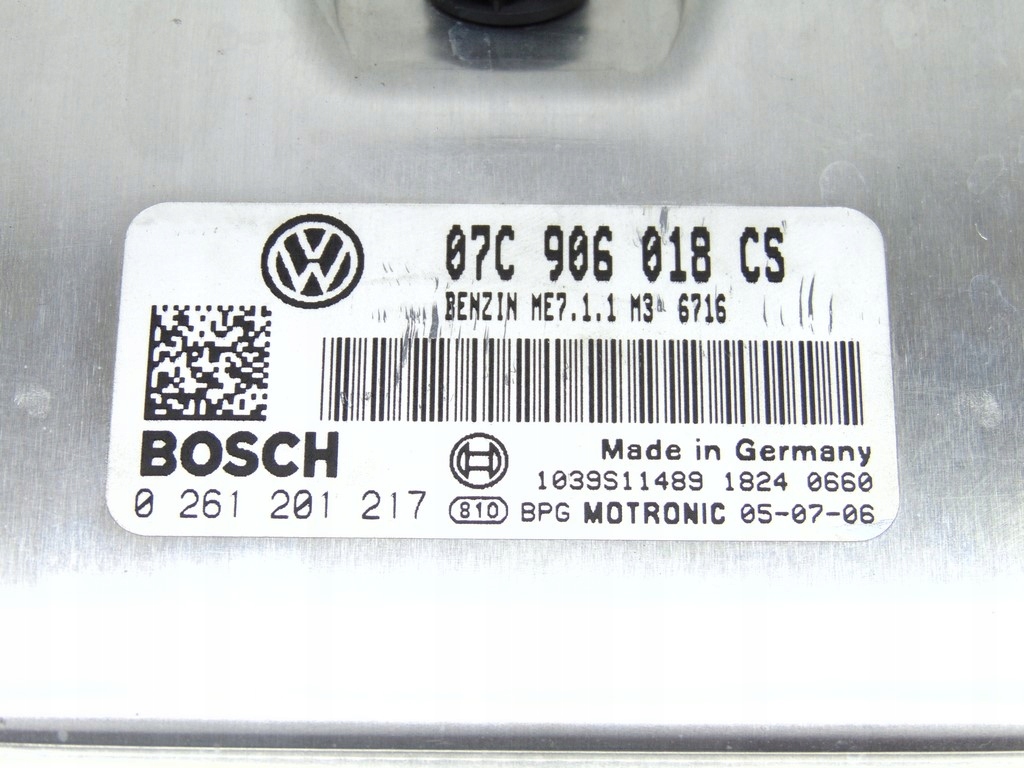 07C 906 018 CS
BENZIN ME7.1.1 M3 6716
BOSCH
Made in Germany
1039S11489 1824 0660
0 261 201 217
810 BPG MOTRONIC 05-07-06